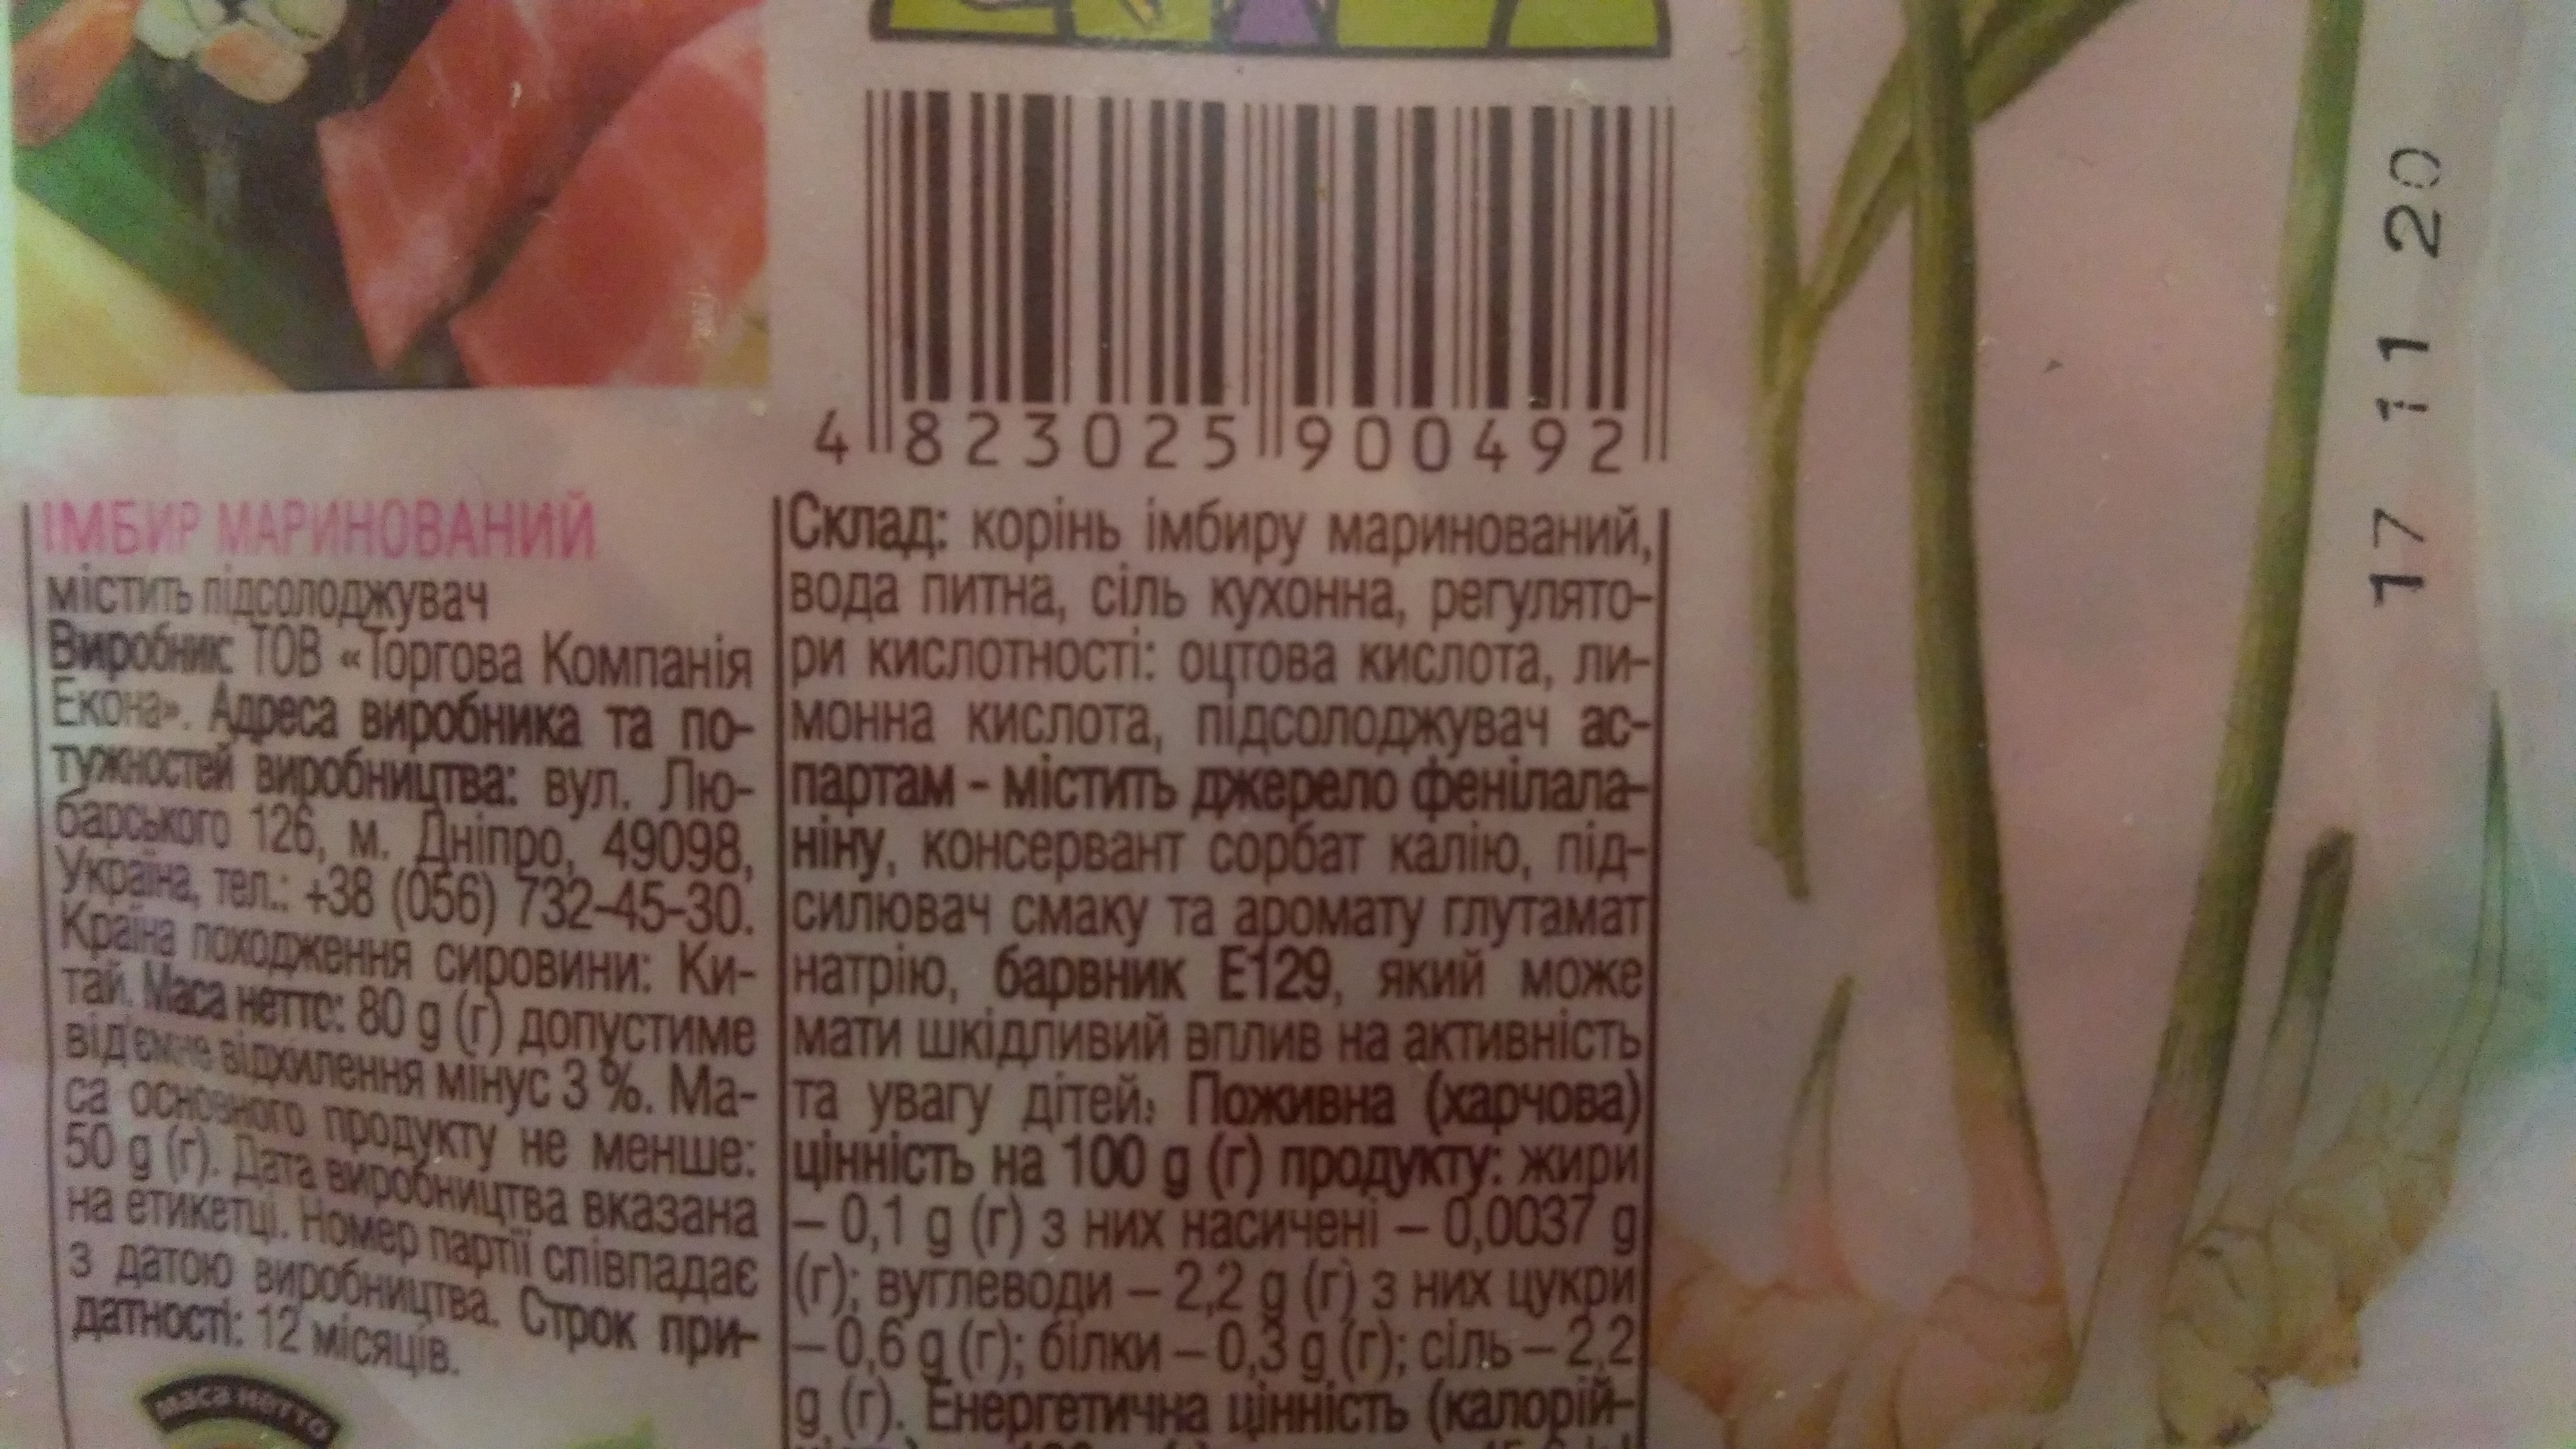 4 823025 900492
17 11 20
ІМБИР МАРИНОВАНИЙ
містить підсолоджувач
Виробник: ТОВ «Торгова Компанія
Екона». Адреса виробника та по-
тужностей виробництва: вул. Лю-
барського 126, м. Дніпро, 49098,
Україна, тел.: +38 (056) 732-45-30.
Країна походження сировини: Ки-
тай. Маса нетто: 80 g (г) допустиме
від'ємне відхилення мінус 3 %. Ма-
са основного продукту не менше:
50 g (г). Дата виробництва вказана
на етикетці. Номер партії співпадає
з датою виробництва. Строк при-
датності: 12 місяців.
маса нетто
Склад: корінь імбиру маринований,
вода питна, сіль кухонна, регулято-
ри кислотності: оцтова кислота, ли-
монна кислота, підсолоджувач ас-
партам - містить джерело фенілала-
ніну, консервант сорбат калію, під-
силювач смаку та аромату глутамат
натрію, барвник Е129, який може
мати шкідливий вплив на активність
та увагу дітей. Поживна (харчова)
цінність на 100 g (г) продукту: жири
– 0,1 g (г) з них насичені – 0,0037 g
(г); вуглеводи – 2,2 g (г) з них цукри
– 0,6 g (г); білки – 0,3 g (г); сіль – 2,2
g (г). Енергетична цінність (калорій-